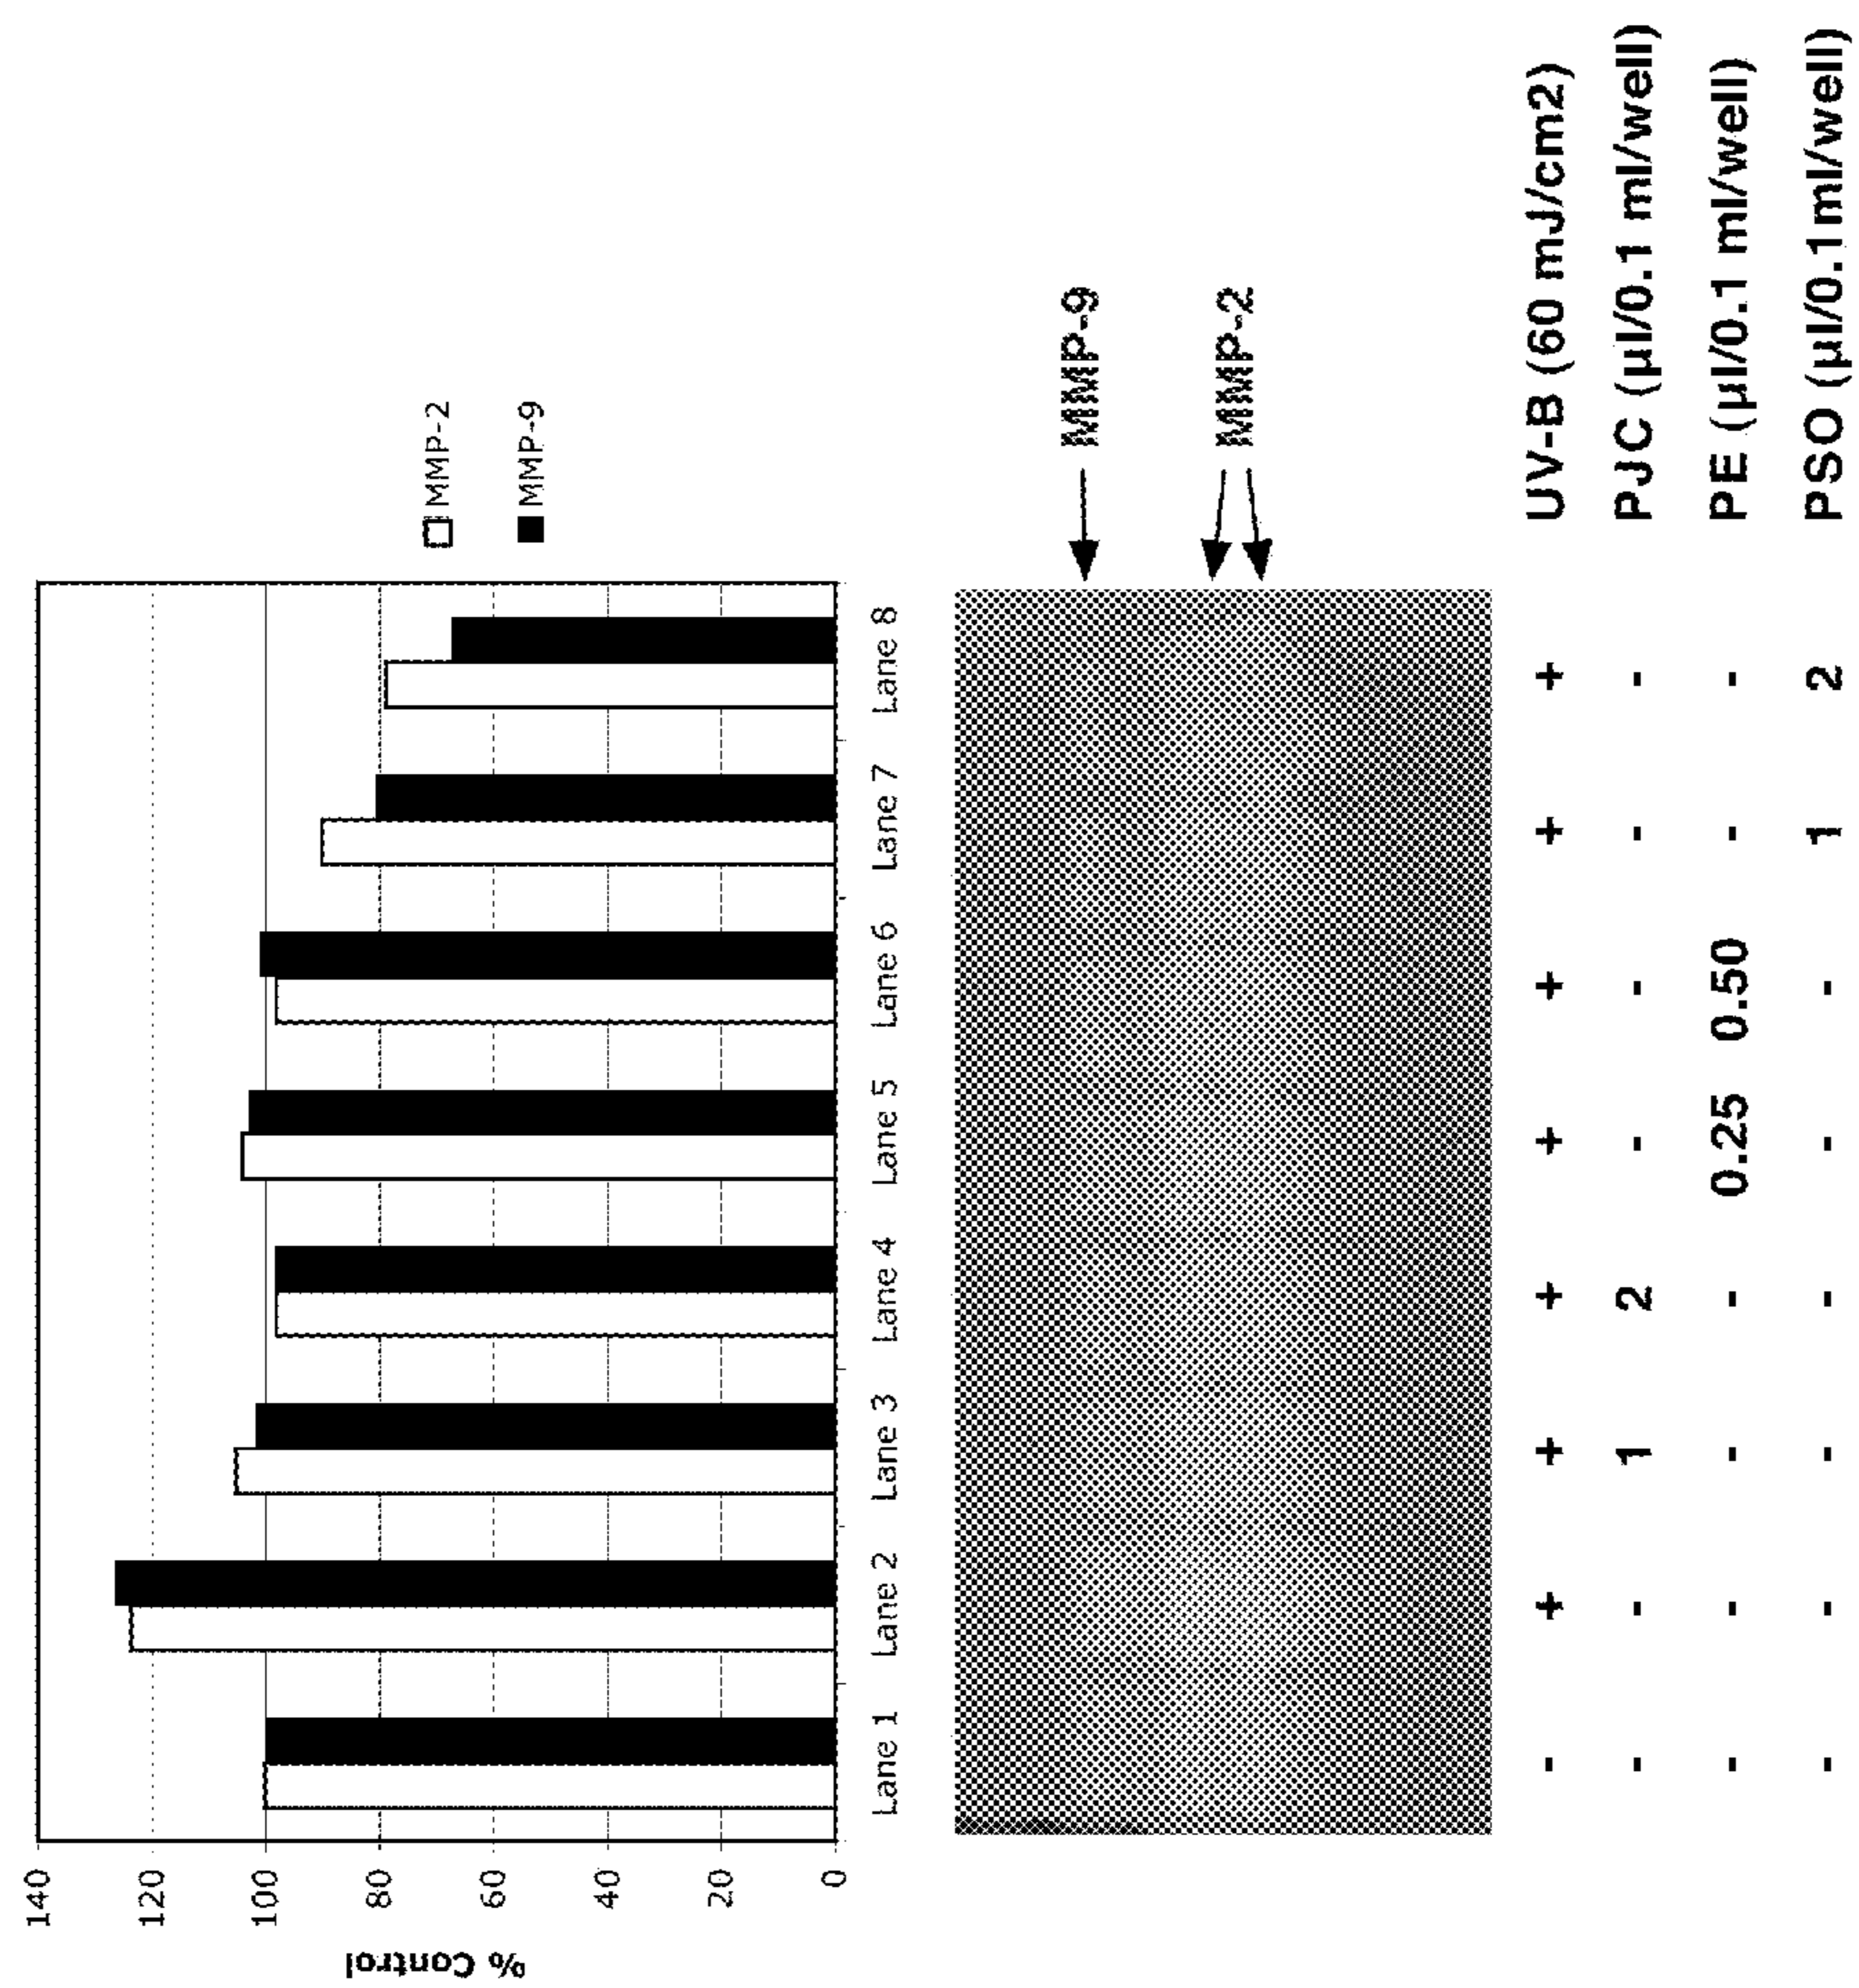 % Control
140
120
100
80
60
40
20
0
Lane 1 Lane 2 Lane 3 Lane 4 Lane 5 Lane 6 Lane 7 Lane 8
MMP-2
MMP-9
MMP-9
MMP-2
- + + + + + + + UV-B (60 mJ/cm2)
- - 1 2 - - - - PJC (µl/0.1 ml/well)
- - - - 0.25 0.50 - - PE (µl/0.1 ml/well)
- - - - - - 1 2 PSO (µl/0.1ml/well)